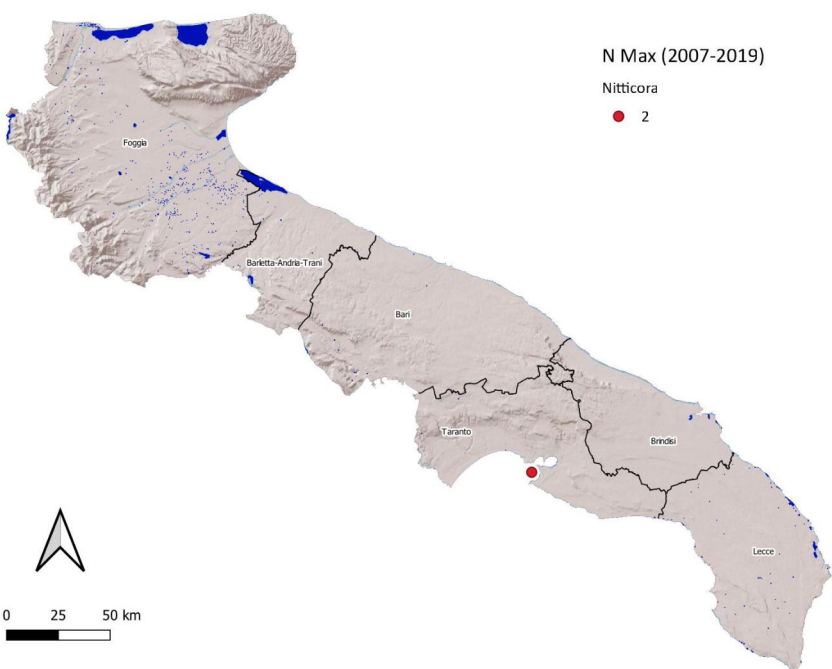 N Max (2007-2019)
Nitticora
2
Foggia
Barletta-Andria-Trani
Bari
Taranto
Brindisi
Lecce
0 25 50 km